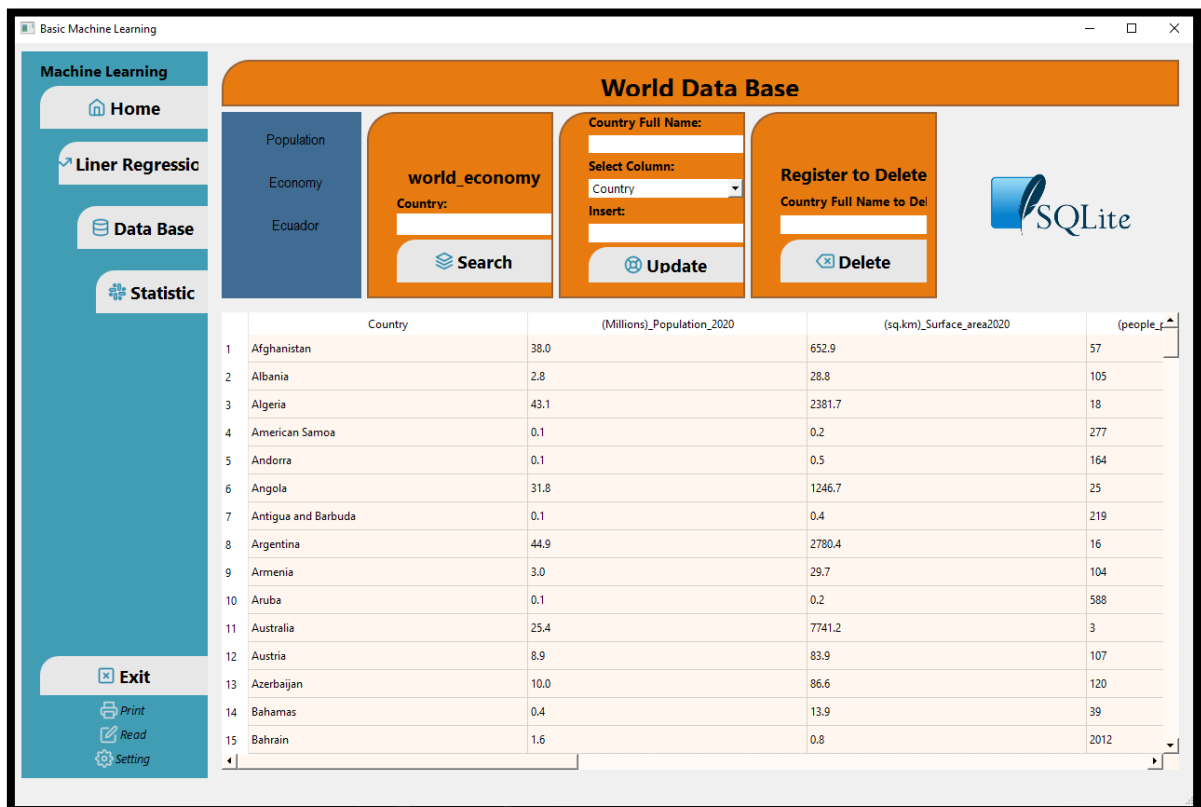 Basic Machine Learning
Machine Learning
Home
Liner Regressio
Data Base
Statistic
Exit
Print
Read
Setting
World Data Base
Population
Economy
Ecuador
world_economy
Country:
Search
Country Full Name:
Select Column:
Country
Insert:
Update
Register to Delete
Country Full Name to Del
Delete
SQLite
Country (Millions)_Population_2020 (sq.km)_Surface_area2020 (people_p
1 Afghanistan 38.0 652.9 57
2 Albania 2.8 28.8 105
3 Algeria 43.1 2381.7 18
4 American Samoa 0.1 0.2 277
5 Andorra 0.1 0.5 164
6 Angola 31.8 1246.7 25
7 Antigua and Barbuda 0.1 0.4 219
8 Argentina 44.9 2780.4 16
9 Armenia 3.0 29.7 104
10 Aruba 0.1 0.2 588
11 Australia 25.4 7741.2 3
12 Austria 8.9 83.9 107
13 Azerbaijan 10.0 86.6 120
14 Bahamas 0.4 13.9 39
15 Bahrain 1.6 0.8 2012